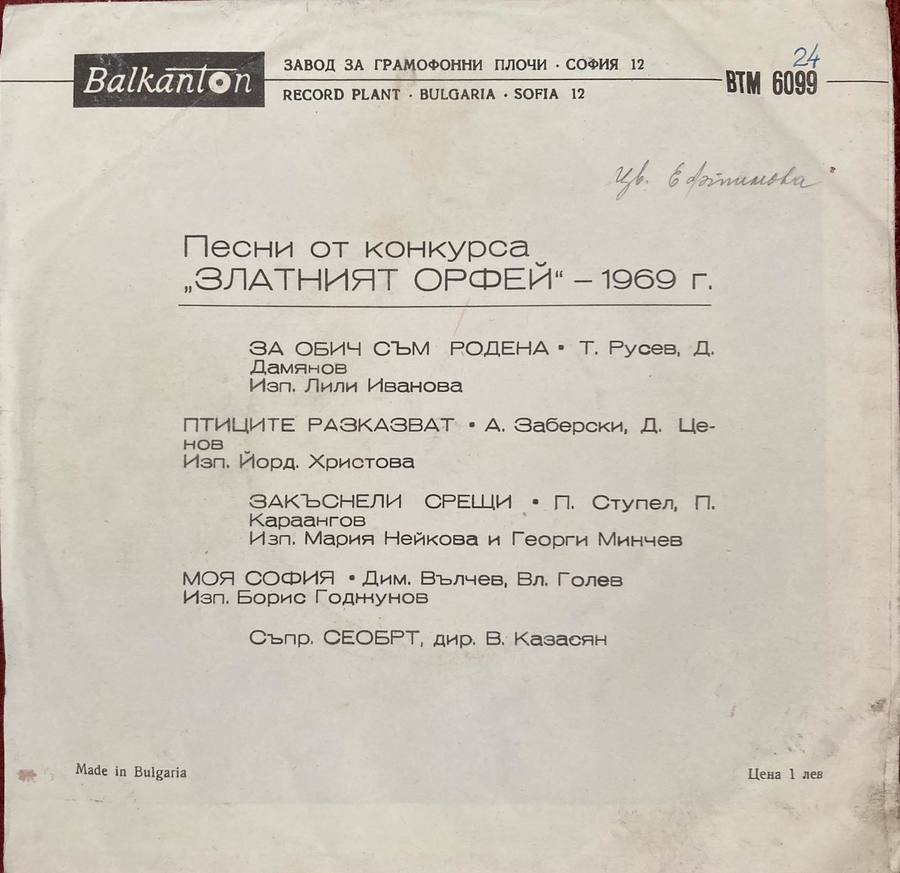 Balkanton
ЗАВОД ЗА ГРАМОФОННИ ПЛОЧИ · СОФИЯ 12
RECORD PLANT · BULGARIA · SOFIA 12
24
ВТМ 6099
Цв. Ефтимова
Песни от конкурса
„ЗЛАТНИЯТ ОРФЕЙ“ – 1969 г.
ЗА ОБИЧ СЪМ РОДЕНА • Т. Русев, Д.
Дамянов
Изп. Лили Иванова
ПТИЦИТЕ РАЗКАЗВАТ • А. Заберски, Д. Це-
нов
Изп. Йорд. Христова
ЗАКЪСНЕЛИ СРЕЩИ • П. Ступел, П.
Караангов
Изп. Мария Нейкова и Георги Минчев
МОЯ СОФИЯ • Дим. Вълчев, Вл. Голев
Изп. Борис Годжунов
Съпр. СЕОБРТ, дир. В. Казасян
Made in Bulgaria
Цена 1 лев